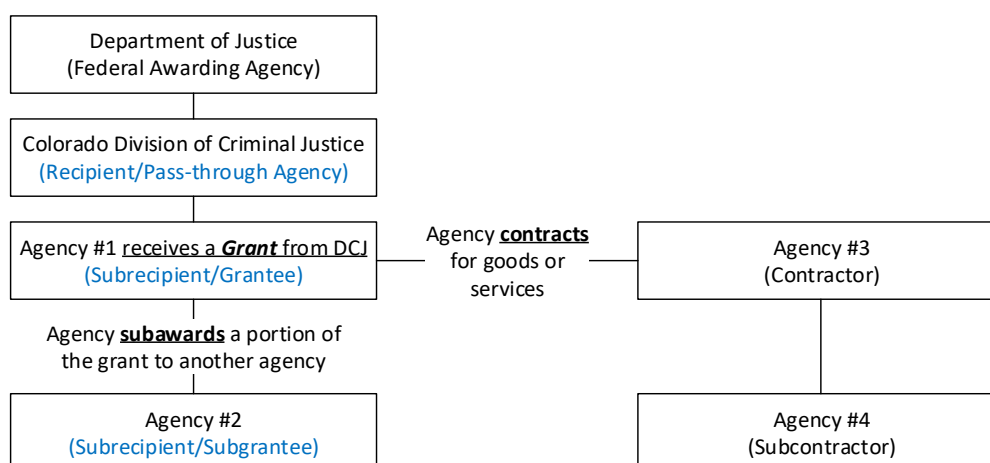 Department of Justice
(Federal Awarding Agency)
Colorado Division of Criminal Justice
(Recipient/Pass-through Agency)
Agency #1 receives a Grant from DCJ
(Subrecipient/Grantee)
Agency contracts
for goods or
services
Agency #3
(Contractor)
Agency subawards a portion of
the grant to another agency
Agency #2
(Subrecipient/Subgrantee)
Agency #4
(Subcontractor)